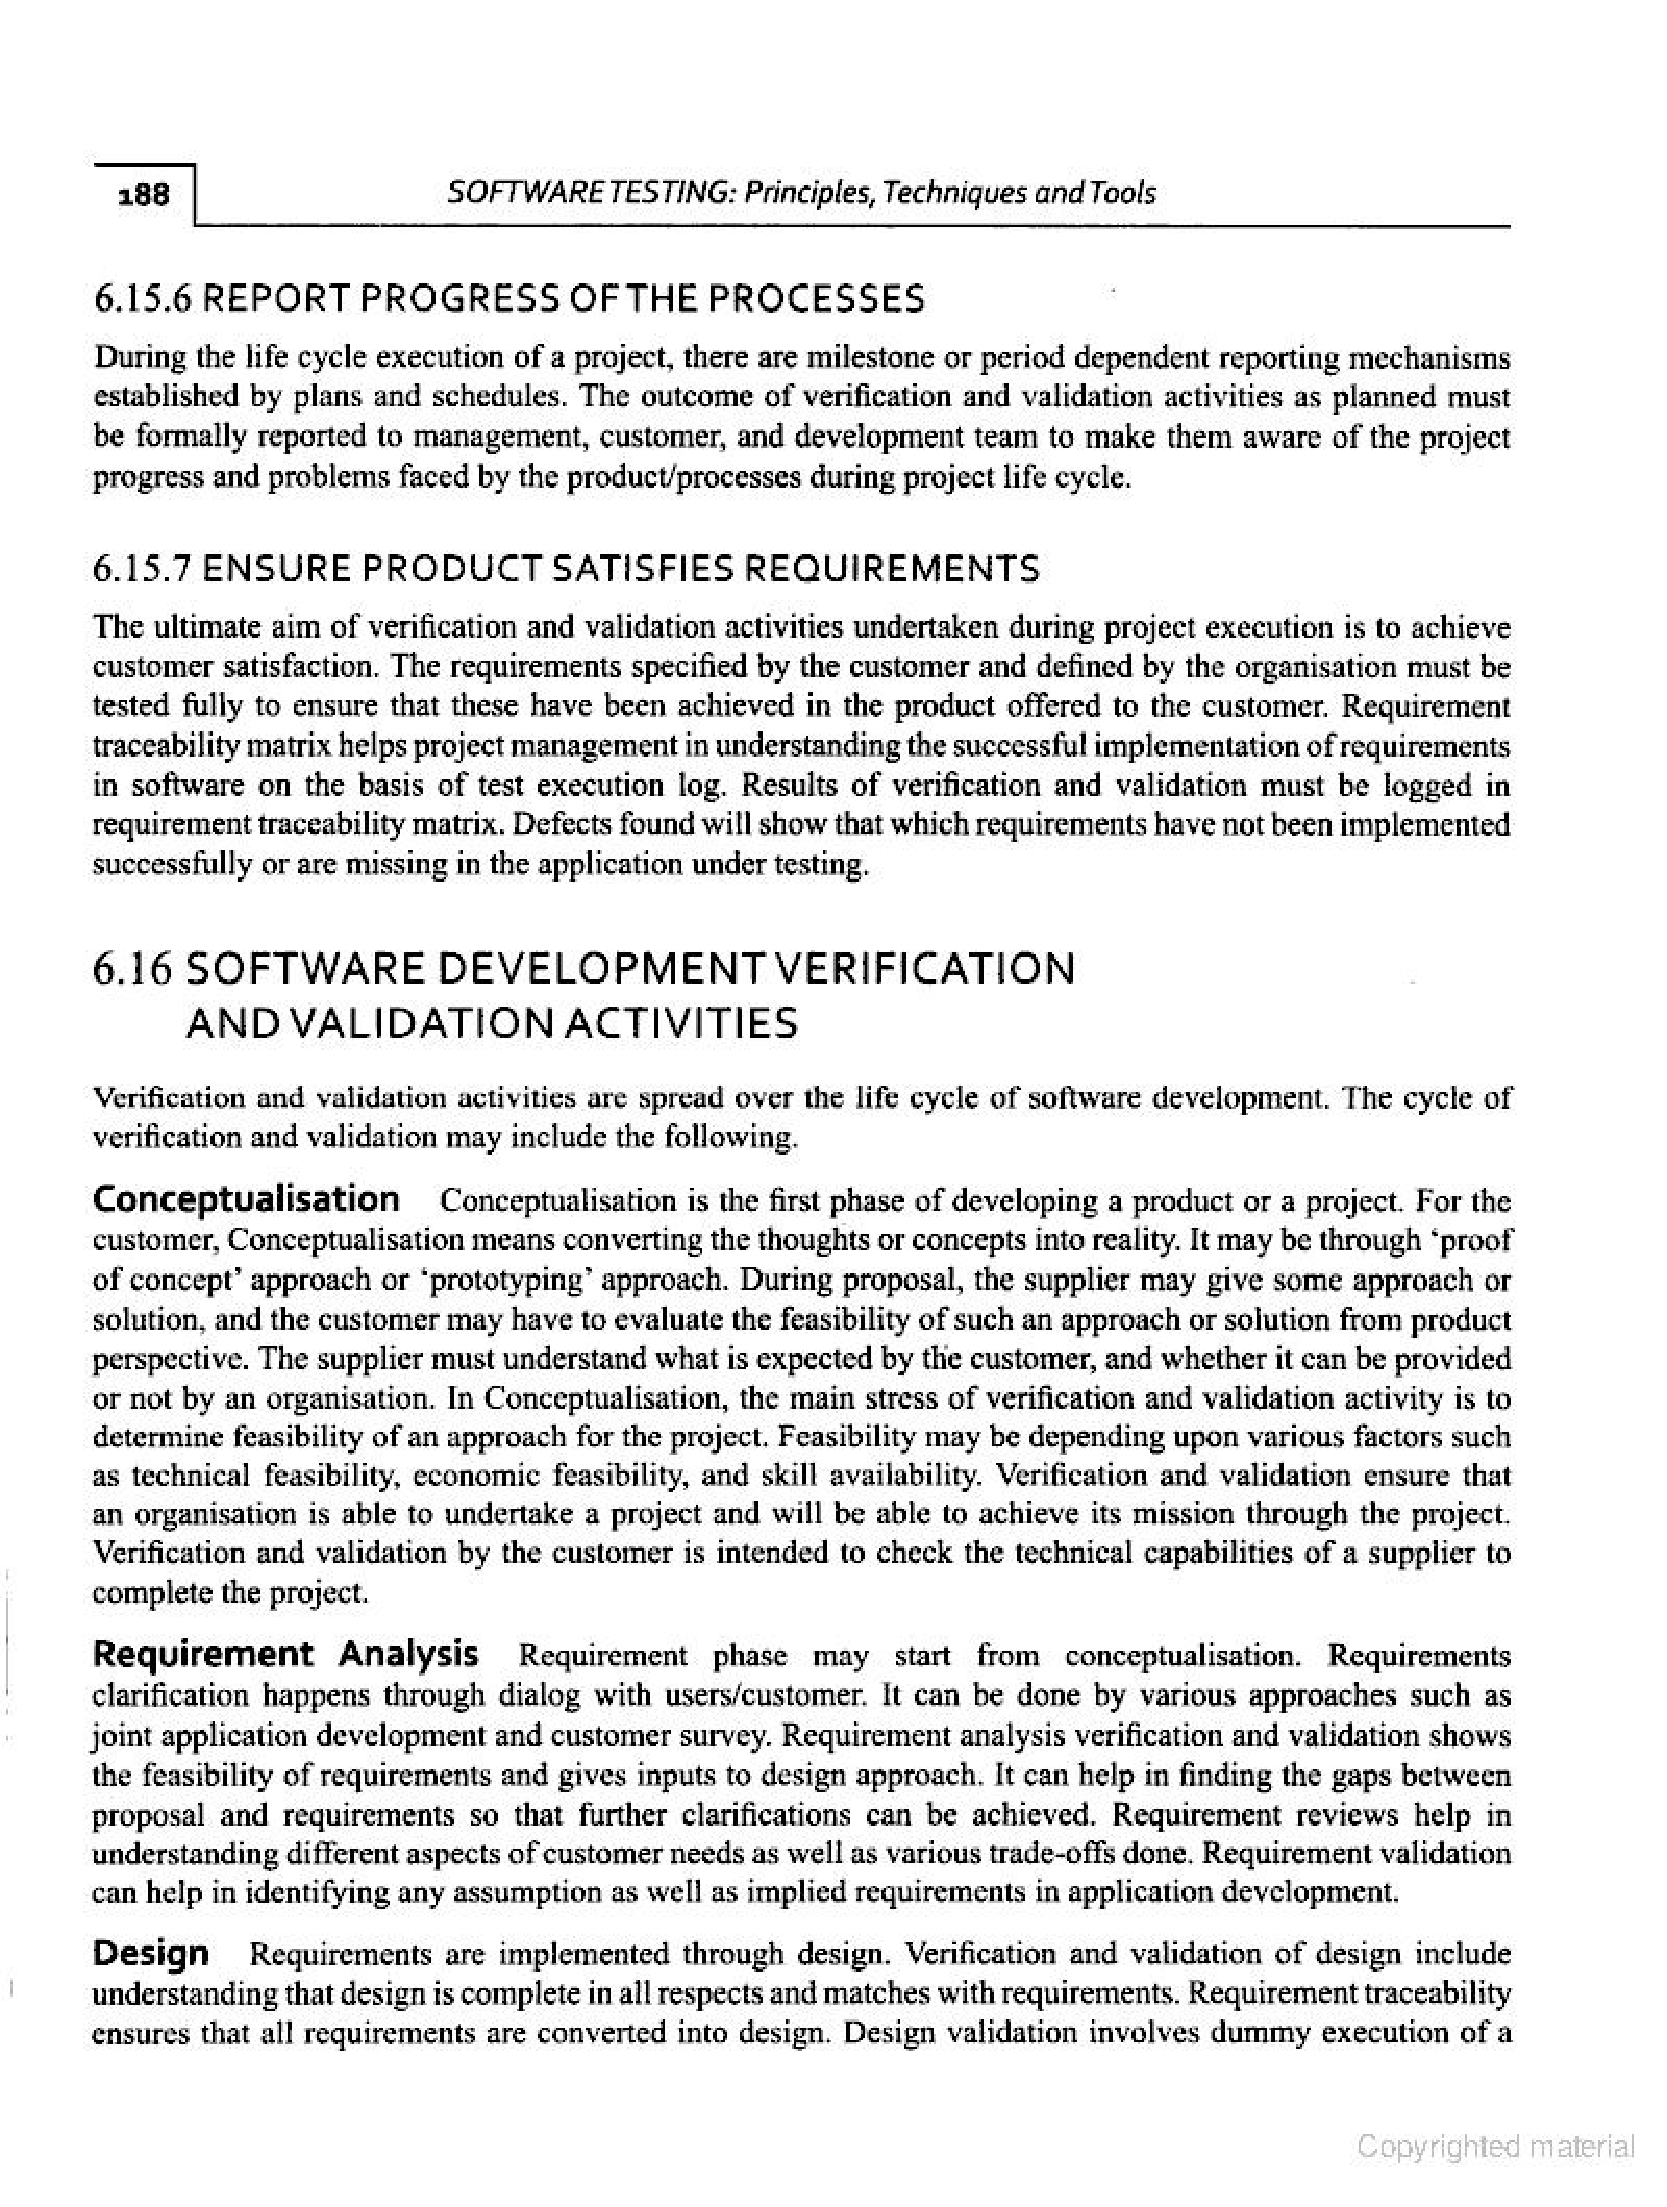 188
SOFTWARE TESTING: Principles, Techniques and Tools
6.15.6 REPORT PROGRESS OF THE PROCESSES
During the life cycle execution of a project, there are milestone or period dependent reporting mechanisms
established by plans and schedules. The outcome of verification and validation activities as planned must
be formally reported to management, customer, and development team to make them aware of the project
progress and problems faced by the product/processes during project life cycle.
6.15.7 ENSURE PRODUCT SATISFIES REQUIREMENTS
The ultimate aim of verification and validation activities undertaken during project execution is to achieve
customer satisfaction. The requirements specified by the customer and defined by the organisation must be
tested fully to ensure that these have been achieved in the product offered to the customer. Requirement
traceability matrix helps project management in understanding the successful implementation of requirements
in software on the basis of test execution log. Results of verification and validation must be logged in
requirement traceability matrix. Defects found will show that which requirements have not been implemented
successfully or are missing in the application under testing.
6.16 SOFTWARE DEVELOPMENT VERIFICATION
AND VALIDATION ACTIVITIES
Verification and validation activities are spread over the life cycle of software development. The cycle of
verification and validation may include the following.
Conceptualisation Conceptualisation is the first phase of developing a product or a project. For the
customer, Conceptualisation means converting the thoughts or concepts into reality. It may be through ‘proof
of concept’ approach or ‘prototyping’ approach. During proposal, the supplier may give some approach or
solution, and the customer may have to evaluate the feasibility of such an approach or solution from product
perspective. The supplier must understand what is expected by the customer, and whether it can be provided
or not by an organisation. In Conceptualisation, the main stress of verification and validation activity is to
determine feasibility of an approach for the project. Feasibility may be depending upon various factors such
as technical feasibility, economic feasibility, and skill availability. Verification and validation ensure that
an organisation is able to undertake a project and will be able to achieve its mission through the project.
Verification and validation by the customer is intended to check the technical capabilities of a supplier to
complete the project.
Requirement Analysis Requirement phase may start from conceptualisation. Requirements
clarification happens through dialog with users/customer. It can be done by various approaches such as
joint application development and customer survey. Requirement analysis verification and validation shows
the feasibility of requirements and gives inputs to design approach. It can help in finding the gaps between
proposal and requirements so that further clarifications can be achieved. Requirement reviews help in
understanding different aspects of customer needs as well as various trade-offs done. Requirement validation
can help in identifying any assumption as well as implied requirements in application development.
Design Requirements are implemented through design. Verification and validation of design include
understanding that design is complete in all respects and matches with requirements. Requirement traceability
ensures that all requirements are converted into design. Design validation involves dummy execution of a
Copyrighted material